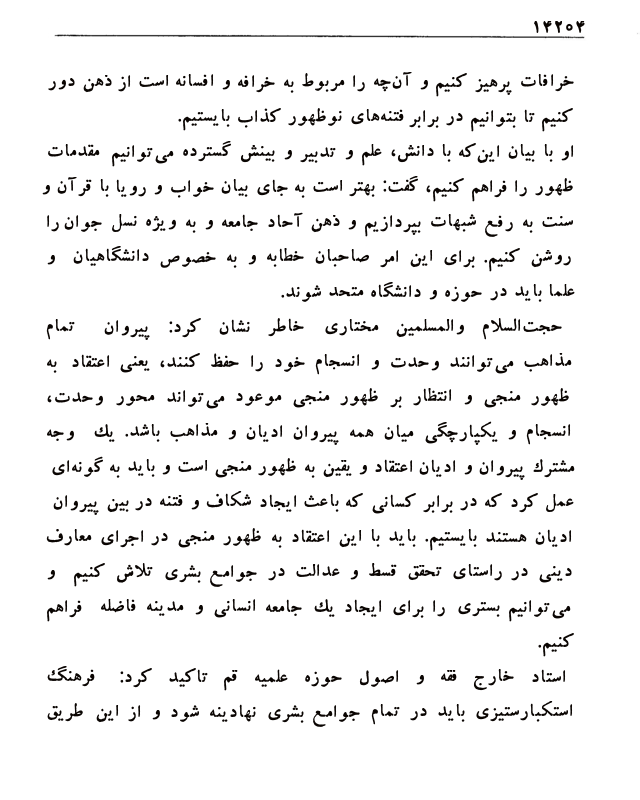 ۱۴۲۰۴
خرافات پرهیز کنیم و آن‌چه را مربوط به خرافه و افسانه است از ذهن دور
کنیم تا بتوانیم در برابر فتنه‌های نوظهور کذاب بایستیم.
او با بیان این‌که با دانش، علم و تدبیر و بینش گسترده می‌توانیم مقدمات
ظهور را فراهم کنیم، گفت: بهتر است به جای بیان خواب و رویا با قرآن و
سنت به رفع شبهات بپردازیم و ذهن آحاد جامعه و به ویژه نسل جوان را
روشن کنیم. برای این امر صاحبان خطابه و به خصوص دانشگاهیان و
علما باید در حوزه و دانشگاه متحد شوند.
حجت‌السلام والمسلمین مختاری خاطر نشان کرد: پیروان تمام
مذاهب می‌توانند وحدت و انسجام خود را حفظ کنند، یعنی اعتقاد به
ظهور منجی و انتظار بر ظهور منجی موعود می‌تواند محور وحدت،
انسجام و یکپارچگی میان همه پیروان ادیان و مذاهب باشد. یك وجه
مشترك پیروان و ادیان اعتقاد و یقین به ظهور منجی است و باید به گونه‌ای
عمل کرد که در برابر کسانی که باعث ایجاد شکاف و فتنه در بین پیروان
ادیان هستند بایستیم. باید با این اعتقاد به ظهور منجی در اجرای معارف
دینی در راستای تحقق قسط و عدالت در جوامع بشری تلاش کنیم و
می‌توانیم بستری را برای ایجاد یك جامعه انسانی و مدینه فاضله فراهم
کنیم.
استاد خارج فقه و اصول حوزه علمیه قم تاکید کرد: فرهنگ
استکبارستیزی باید در تمام جوامع بشری نهادینه شود و از این طریق